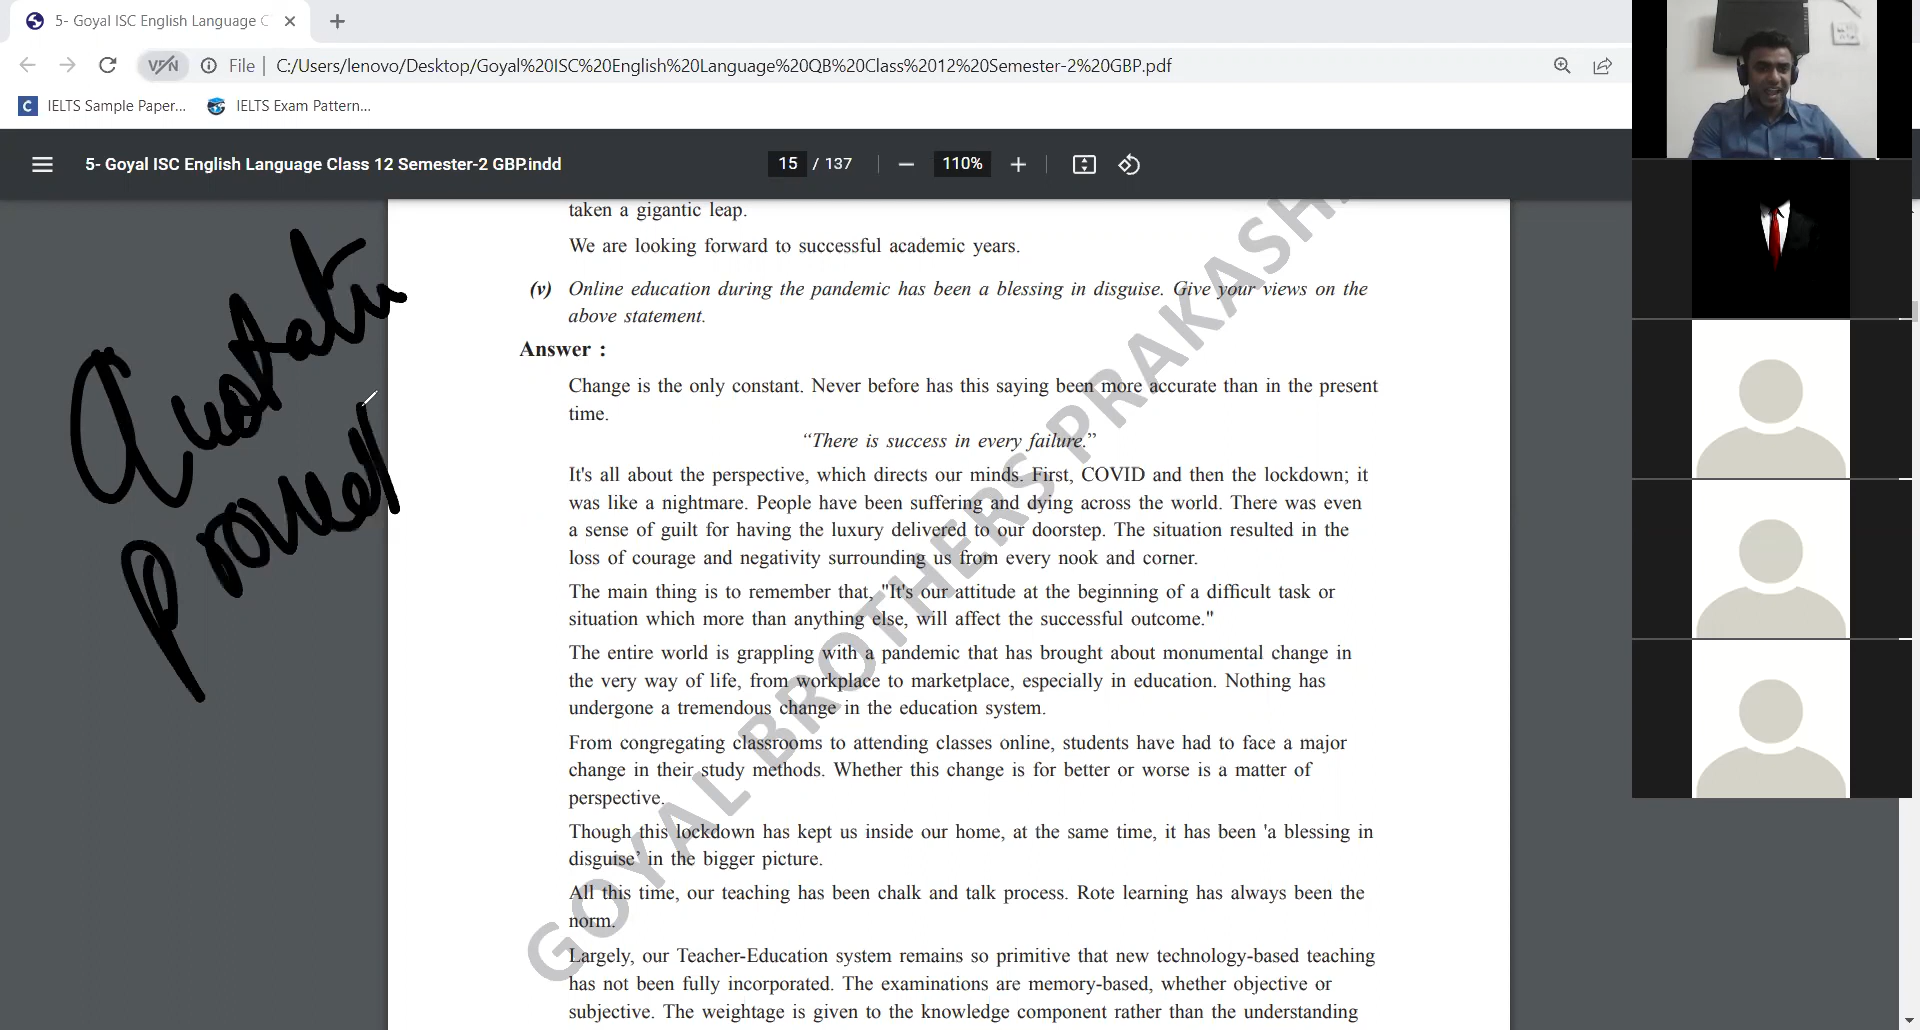 5- Goyal ISC English Language C
VPN
File
C:/Users/lenovo/Desktop/Goyal%20ISC%20English%20Language%20QB%20Class%2012%20Semester-2%20GBP.pdf
C IELTS Sample Paper...
IELTS Exam Pattern...
5- Goyal ISC English Language Class 12 Semester-2 GBP.indd
15 / 137
110%
taken a gigantic leap.
We are looking forward to successful academic years.
(v) Online education during the pandemic has been a blessing in disguise. Give your views on the
above statement.
Answer :
Change is the only constant. Never before has this saying been more accurate than in the present
time.
“There is success in every failure.”
It's all about the perspective, which directs our minds. First, COVID and then the lockdown; it
was like a nightmare. People have been suffering and dying across the world. There was even
a sense of guilt for having the luxury delivered to our doorstep. The situation resulted in the
loss of courage and negativity surrounding us from every nook and corner.
The main thing is to remember that, "It's our attitude at the beginning of a difficult task or
situation which more than anything else, will affect the successful outcome."
The entire world is grappling with a pandemic that has brought about monumental change in
the very way of life, from workplace to marketplace, especially in education. Nothing has
undergone a tremendous change in the education system.
From congregating classrooms to attending classes online, students have had to face a major
change in their study methods. Whether this change is for better or worse is a matter of
perspective.
Though this lockdown has kept us inside our home, at the same time, it has been 'a blessing in
disguise’ in the bigger picture.
All this time, our teaching has been chalk and talk process. Rote learning has always been the
norm.
Largely, our Teacher-Education system remains so primitive that new technology-based teaching
has not been fully incorporated. The examinations are memory-based, whether objective or
subjective. The weightage is given to the knowledge component rather than the understanding
GOYAL BROTHERS PRAKASH